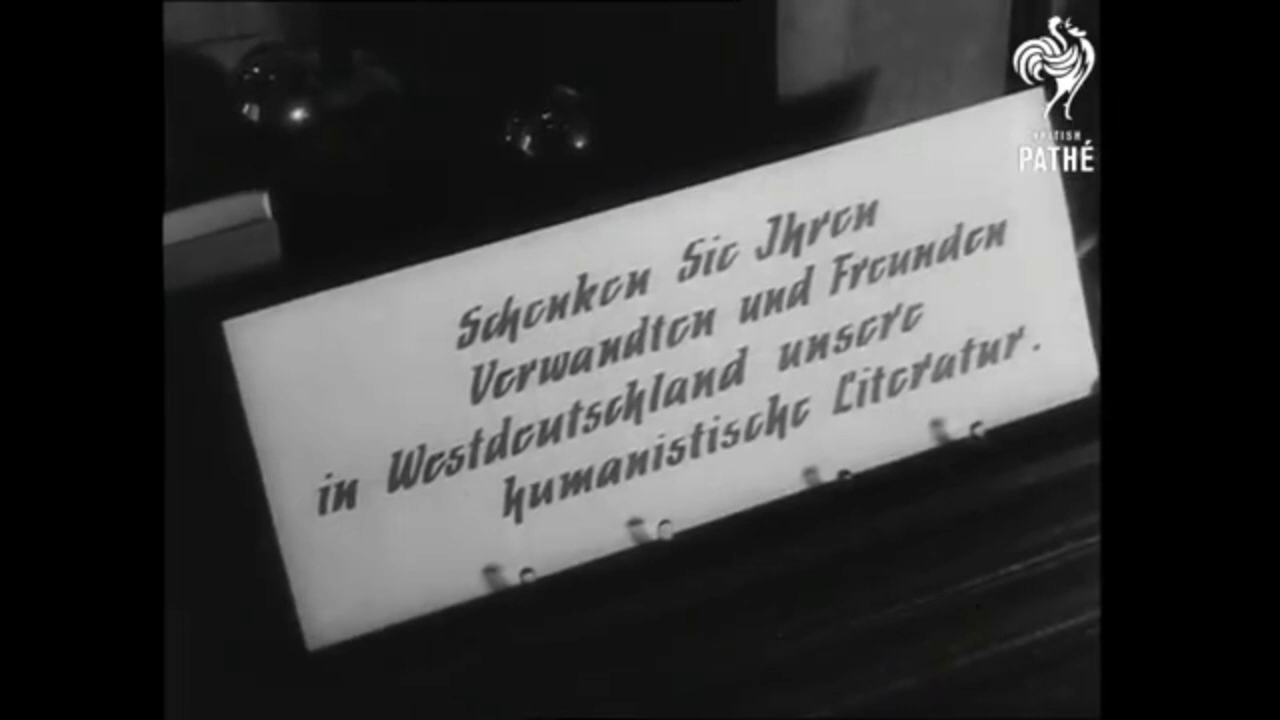 BRITISH
PATHÉ
Schenken Sie Ihren
Verwandten und Freunden
in Westdeutschland unsere
humanistische Literatur.